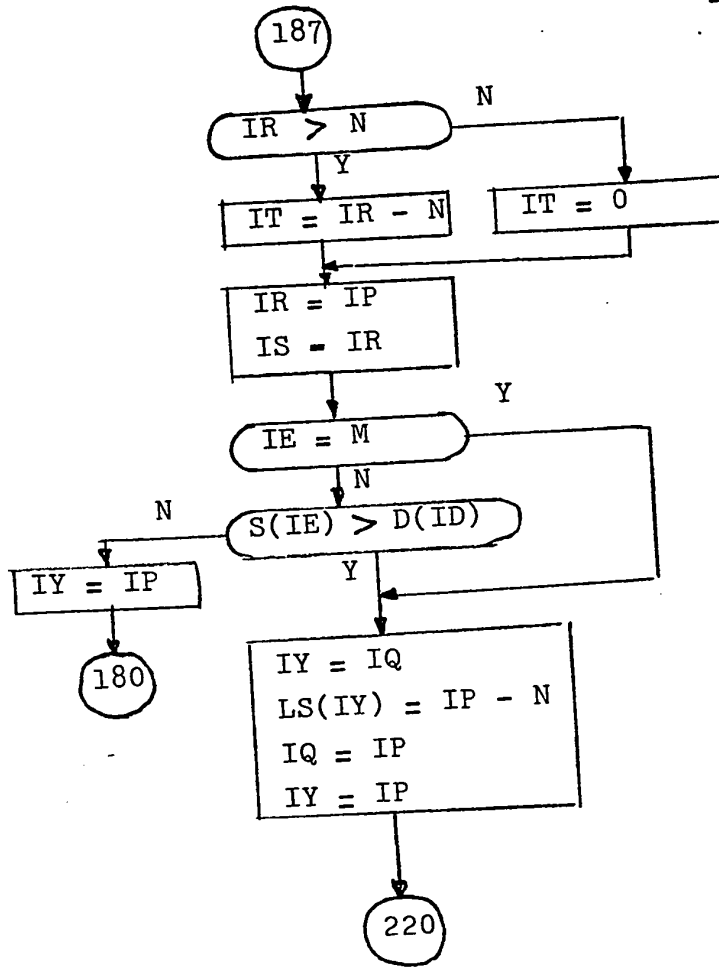 187
IR > N
N
Y
IT = IR - N
IT = 0
IR = IP
IS = IR
Y
IE = M
N
N
S(IE) > D(ID)
IY = IP
Y
180
IY = IQ
LS(IY) = IP - N
IQ = IP
IY = IP
220